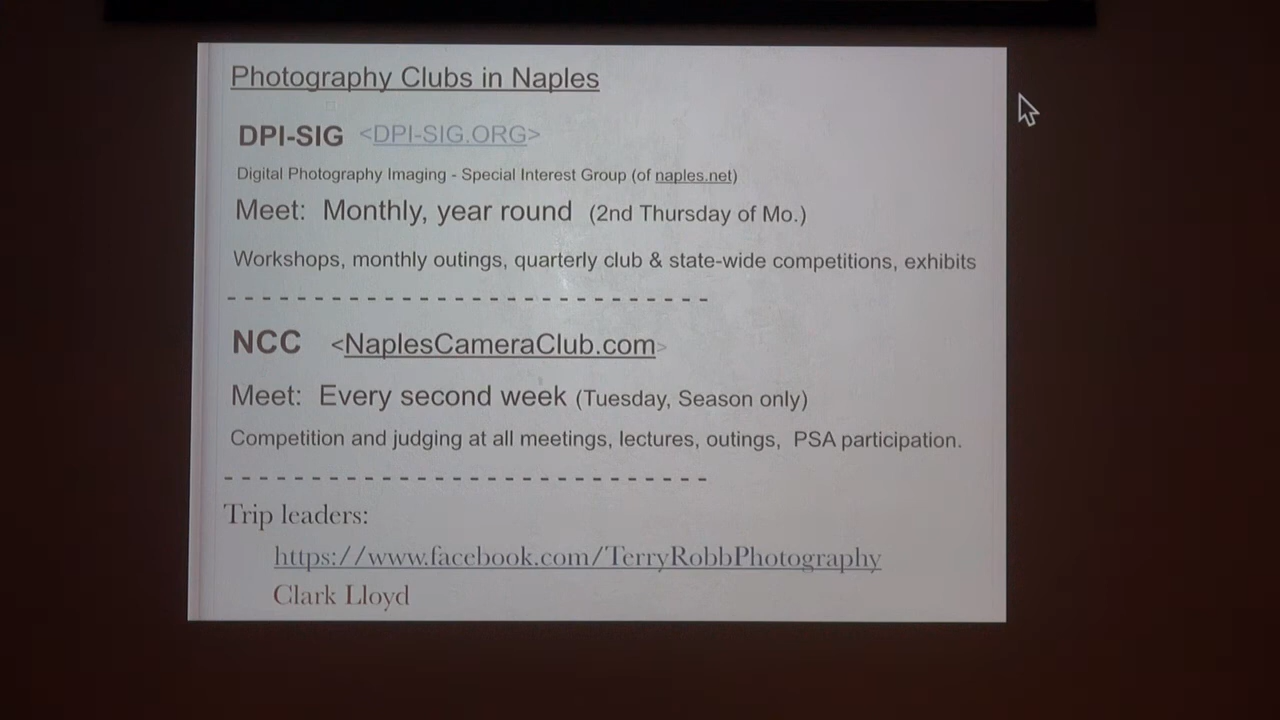 Photography Clubs in Naples
DPI-SIG <DPI-SIG.ORG>
Digital Photography Imaging - Special Interest Group (of naples.net)
Meet: Monthly, year round (2nd Thursday of Mo.)
Workshops, monthly outings, quarterly club & state-wide competitions, exhibits
- - - - - - - - - - - - - - - - - - - - - - - - - - - -
NCC <NaplesCameraClub.com>
Meet: Every second week (Tuesday, Season only)
Competition and judging at all meetings, lectures, outings, PSA participation.
- - - - - - - - - - - - - - - - - - - - - - - - - - - -
Trip leaders:
https://www.facebook.com/TerryRobbPhotography
Clark Lloyd